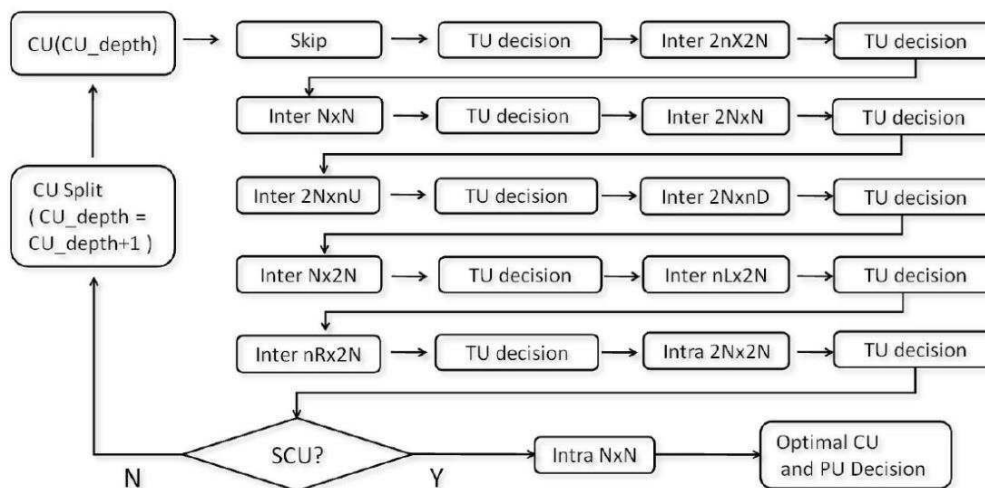 CU(CU_depth)
Skip
TU decision
Inter 2nX2N
TU decision
Inter NxN
TU decision
Inter 2NxN
TU decision
CU Split
( CU_depth =
CU_depth+1 )
Inter 2NxnU
TU decision
Inter 2NxnD
TU decision
Inter Nx2N
TU decision
Inter nLx2N
TU decision
Inter nRx2N
TU decision
Intra 2Nx2N
TU decision
SCU?
N
Y
Intra NxN
Optimal CU
and PU Decision